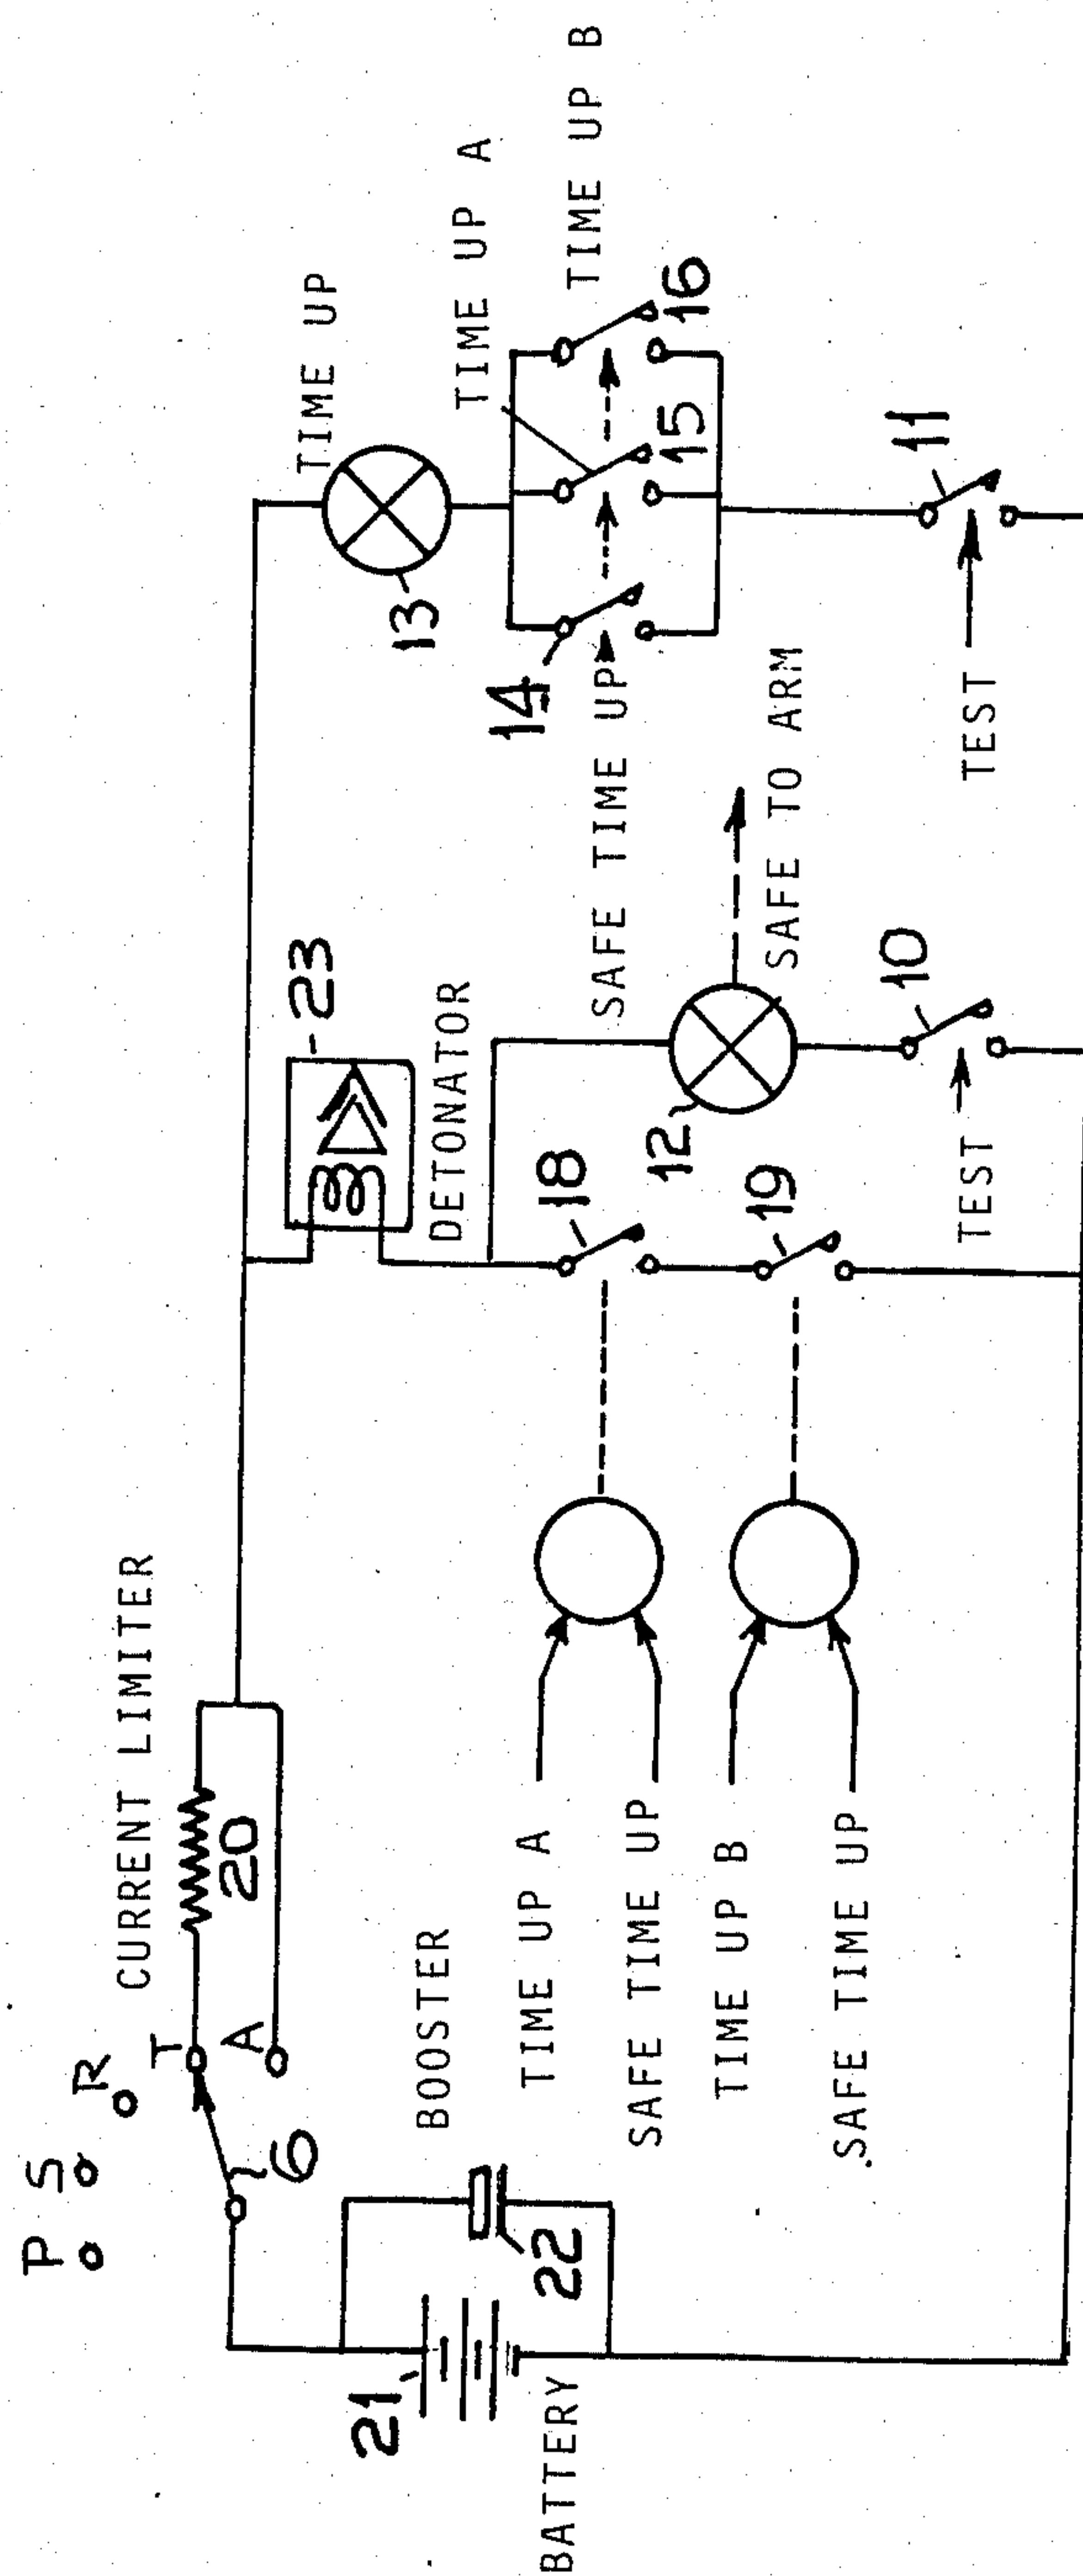 P
S
R
T
A
6
CURRENT LIMITER
20
21
BATTERY
22
BOOSTER
TIME UP A
SAFE TIME UP
TIME UP B
SAFE TIME UP
23
DETONATOR
18
19
12
SAFE TO ARM
10
TEST
TIME UP
13
TIME UP A
TIME UP B
14
15
16
SAFE TIME UP
11
TEST